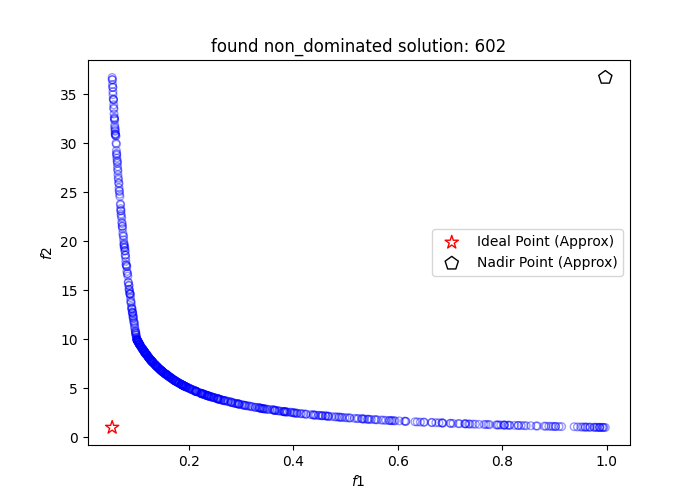 found non_dominated solution: 602
35
30
25
20
15
10
5
0
f2
Ideal Point (Approx)
Nadir Point (Approx)
0.2 0.4 0.6 0.8 1.0
f1